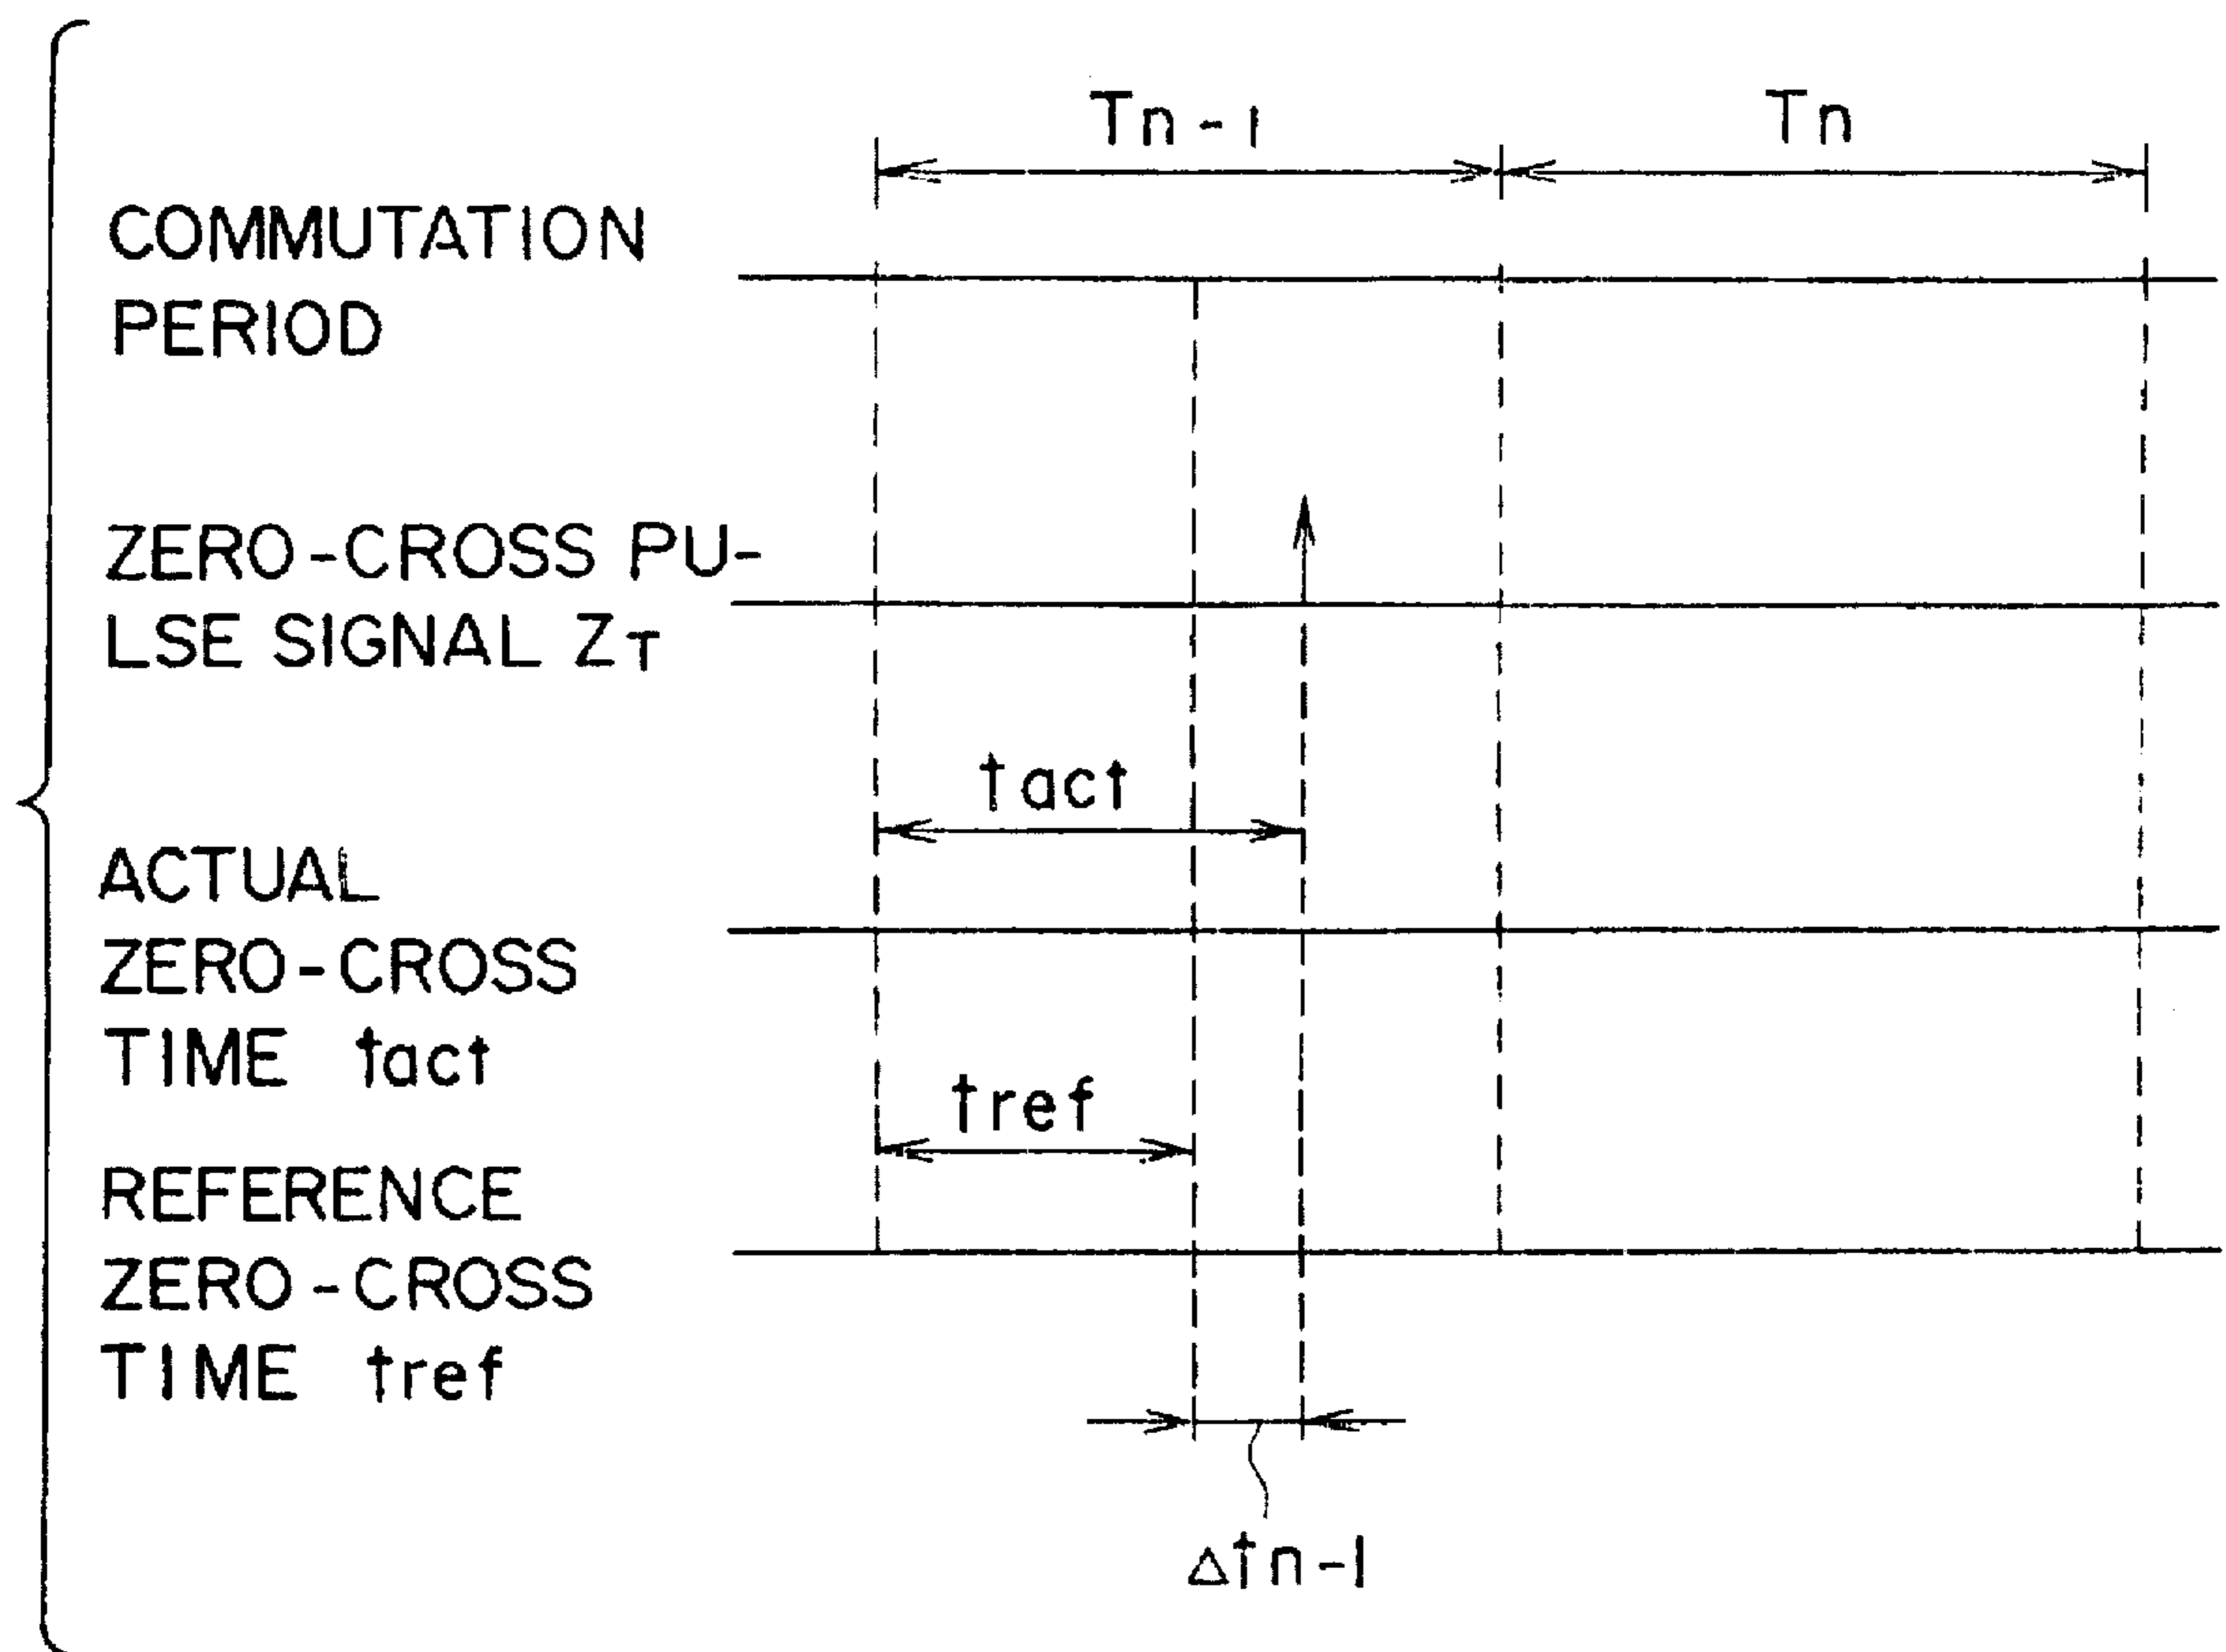 Tn-1
Tn
COMMUTATION
PERIOD
ZERO-CROSS PU-
LSE SIGNAL ZT
tact
ACTUAL
ZERO-CROSS
TIME tact
tref
REFERENCE
ZERO-CROSS
TIME tref
Δtn-1